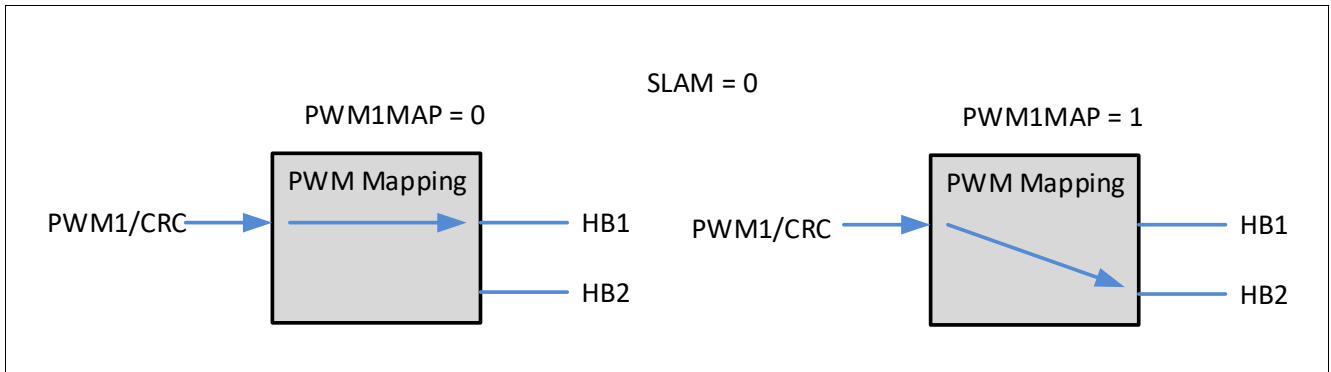 SLAM = 0
PWM1MAP = 0
PWM1MAP = 1
PWM Mapping
PWM1/CRC
HB1
HB2
PWM Mapping
PWM1/CRC
HB1
HB2